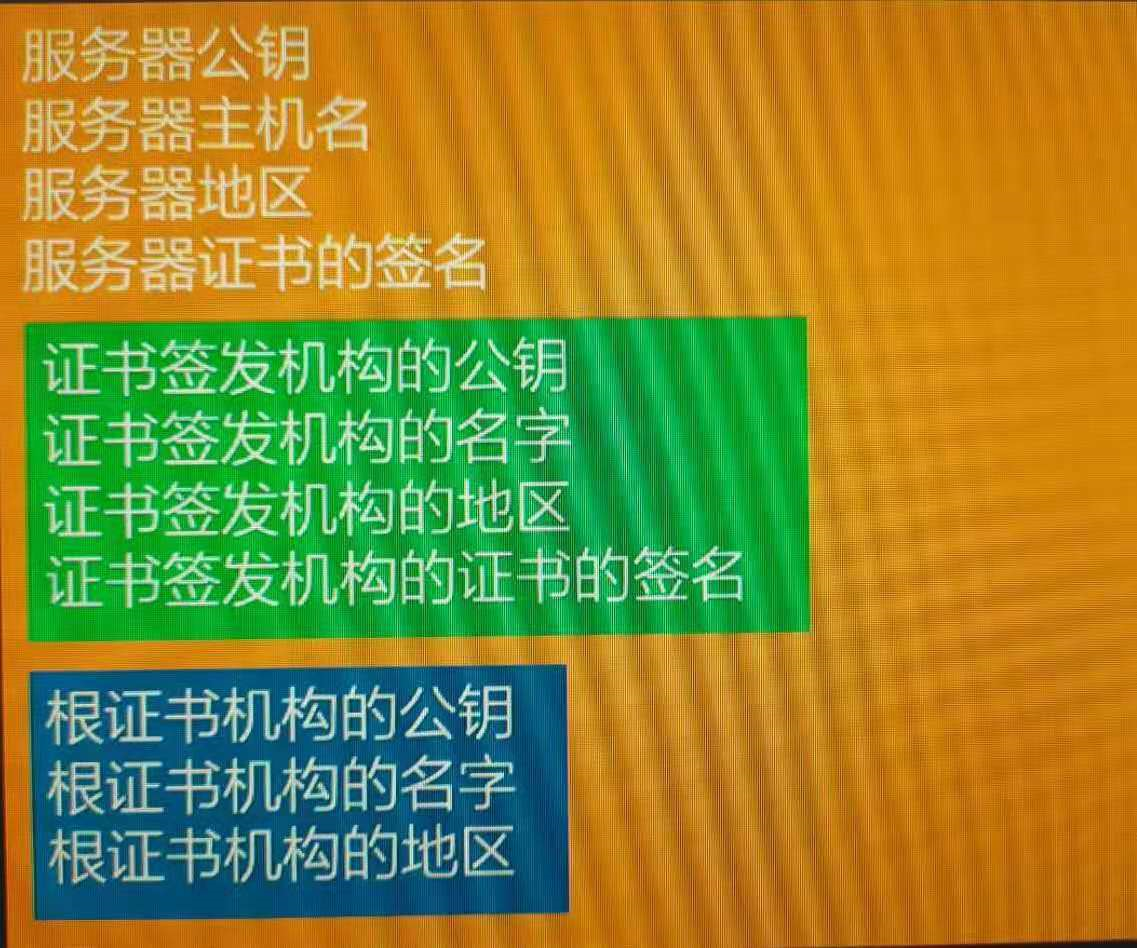 服务器公钥
服务器主机名
服务器地区
服务器证书的签名
证书签发机构的公钥
证书签发机构的名字
证书签发机构的地区
证书签发机构的证书的签名
根证书机构的公钥
根证书机构的名字
根证书机构的地区